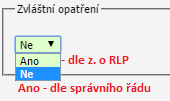 Zvláštní opatření
Ne
Ano - dle z. o RLP
Ne
Ano - dle správního řádu